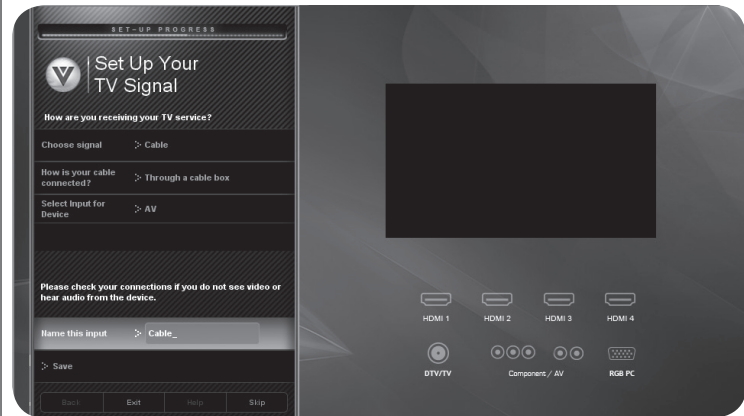 SET-UP PROGRESS
Set Up Your
TV Signal
How are you receiving your TV service?
Choose signal > Cable
How is your cable
connected? > Through a cable box
Select Input for
Device > AV
Please check your connections if you do not see video or
hear audio from the device.
Name this input > Cable_
> Save
Back Exit Help Skip
HDMI 1 HDMI 2 HDMI 3 HDMI 4
DTV/TV Component / AV RGB PC